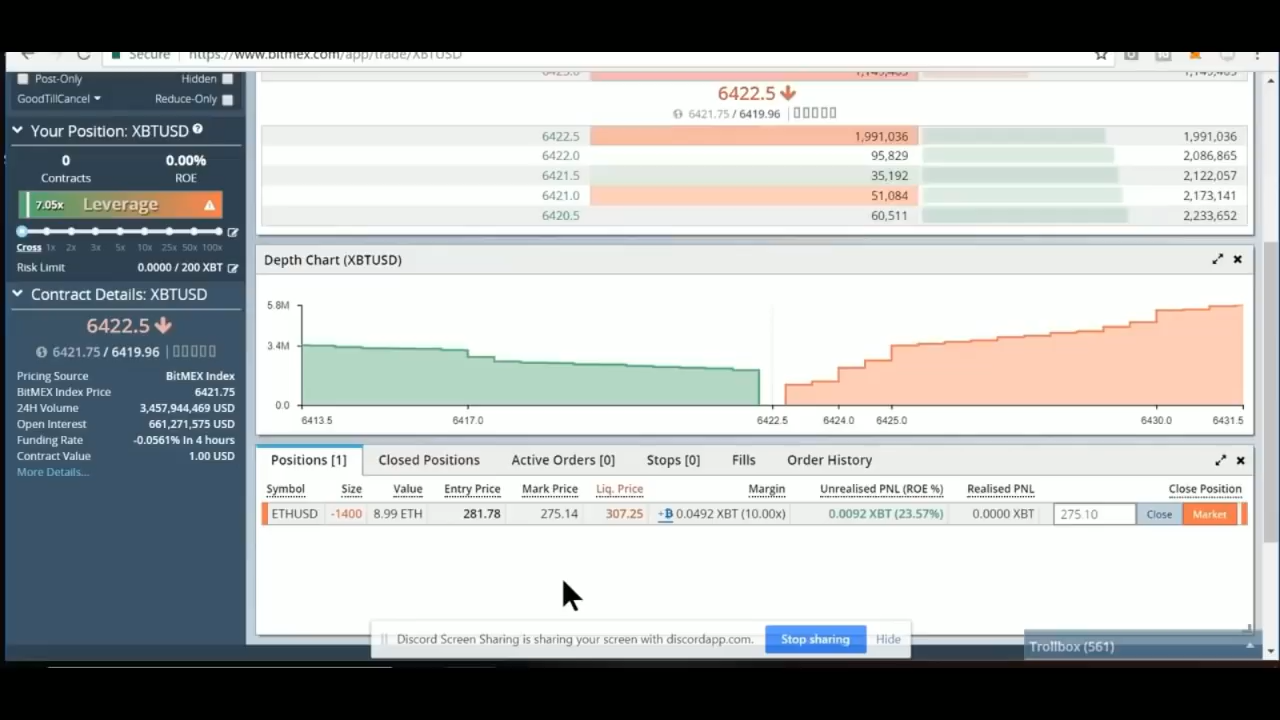 Secure https://www.bitmex.com/app/trade/XBTUSD
Post-Only Hidden
GoodTillCancel Reduce-Only
Your Position: XBTUSD ?
0 0.00%
Contracts ROE
7.05x Leverage
Cross 1x 2x 3x 5x 10x 25x 50x 100x
Risk Limit 0.0000 / 200 XBT
Contract Details: XBTUSD
6422.5
6421.75 / 6419.96
Pricing Source BitMEX Index
BitMEX Index Price 6421.75
24H Volume 3,457,944,469 USD
Open Interest 661,271,575 USD
Funding Rate -0.0561% In 4 hours
Contract Value 1.00 USD
More Details...
6422.5
6421.75 / 6419.96
6422.5 1,991,036 1,991,036
6422.0 95,829 2,086,865
6421.5 35,192 2,122,057
6421.0 51,084 2,173,141
6420.5 60,511 2,233,652
Depth Chart (XBTUSD)
5.8M
3.4M
0.0
6413.5 6417.0 6422.5 6424.0 6425.0 6430.0 6431.5
Positions [1] Closed Positions Active Orders [0] Stops [0] Fills Order History
Symbol Size Value Entry Price Mark Price Liq. Price Margin Unrealised PNL (ROE %) Realised PNL Close Position
ETHUSD -1400 8.99 ETH 281.78 275.14 307.25 +B 0.0492 XBT (10.00x) 0.0092 XBT (23.57%) 0.0000 XBT 275.10 Close Market
Discord Screen Sharing is sharing your screen with discordapp.com. Stop sharing Hide
Trollbox (561)